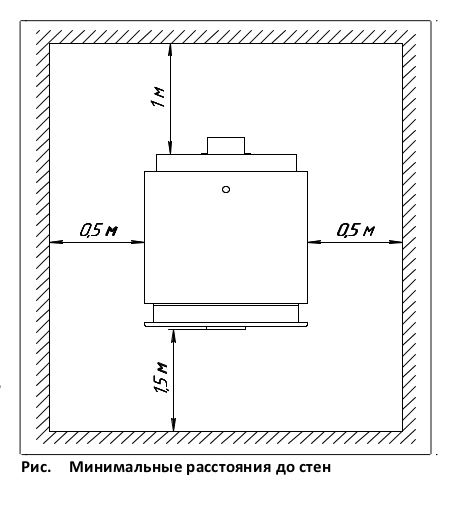 1 м
0,5 м
0,5 м
1,5 м
Рис. Минимальные расстояния до стен